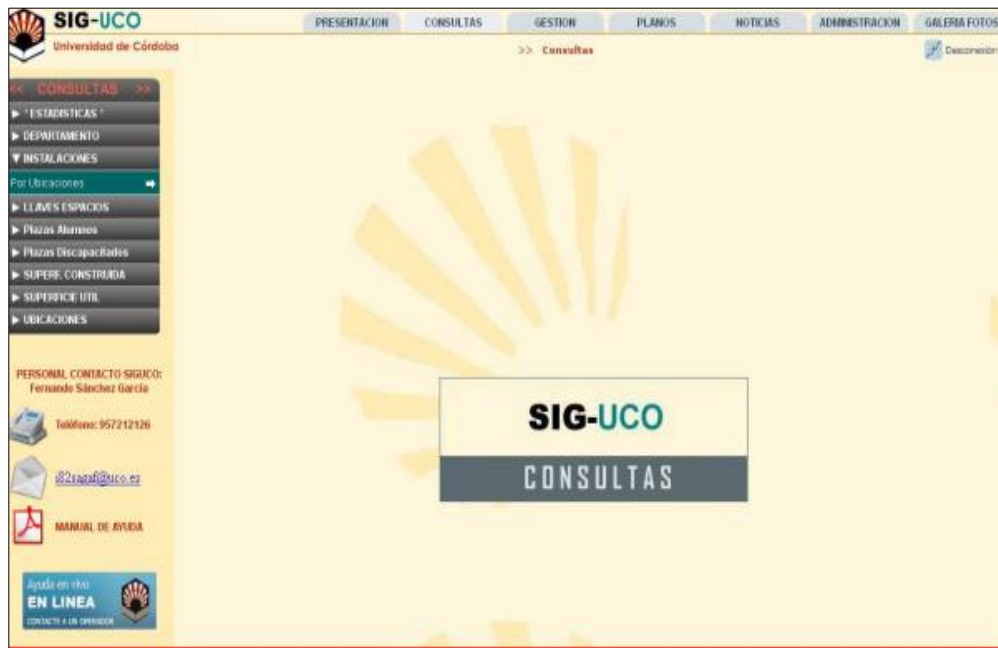 SIG-UCO
Universidad de Córdoba
PRESENTACION CONSULTAS GESTION PLANOS NOTICIAS ADMINISTRACION GALERIA FOTOS
>> Consultas
Desconexión
<< CONSULTAS >>
* ESTADISTICAS *
DEPARTAMENTO
INSTALACIONES
Por Ubicaciones
LLAVES ESPACIOS
Plazas Alumnos
Plazas Discapacitados
SUPERF. CONSTRUIDA
SUPERFICIE UTIL
UBICACIONES
PERSONAL CONTACTO SIGUCO:
Fernando Sánchez García
Teléfono: 957212126
MANUAL DE AYUDA
Ayuda en vivo
EN LINEA
CONTACTE A UN OPERADOR
SIG-UCO
CONSULTAS